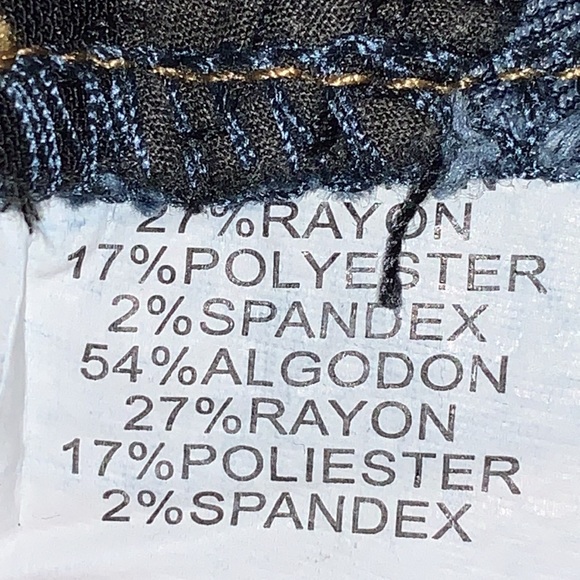 27%RAYON
17%POLYESTER
2%SPANDEX
54%ALGODON
27%RAYON
17%POLIESTER
2%SPANDEX